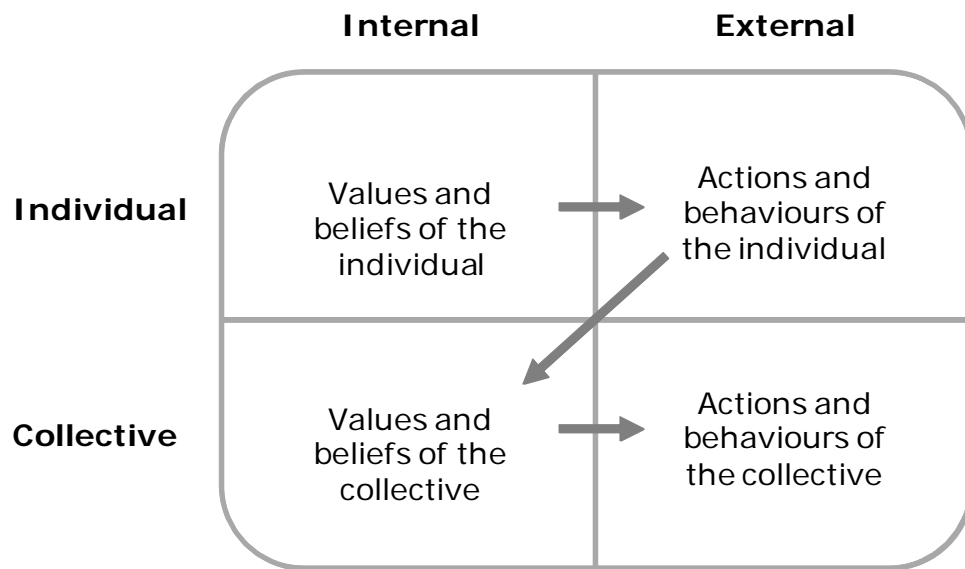 Internal
External
Individual
Values and
beliefs of the
individual
Actions and
behaviours of
the individual
Collective
Values and
beliefs of the
collective
Actions and
behaviours of
the collective